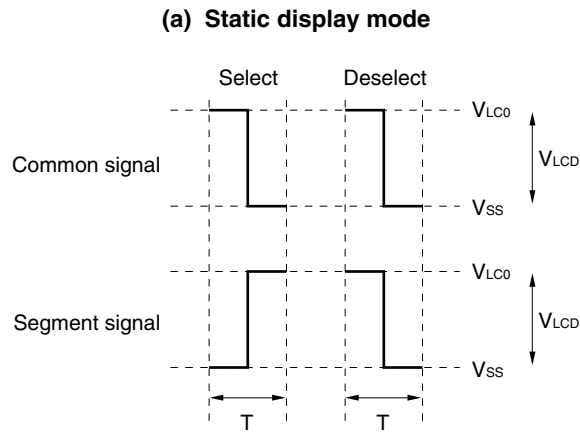 (a) Static display mode
Select Deselect
VLC0
Common signal
VLCD
VSS
VLC0
Segment signal
VLCD
VSS
T T